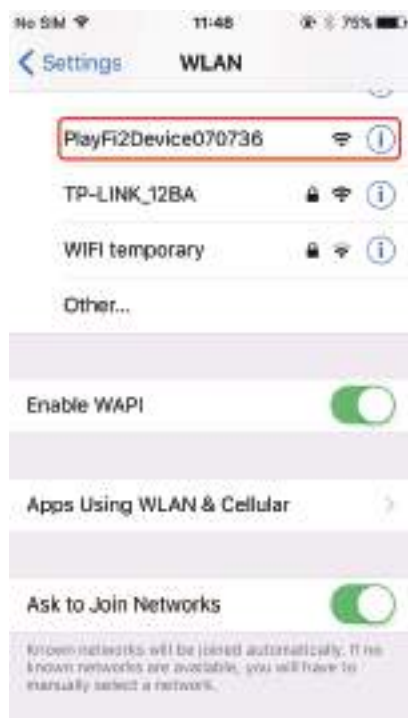 No SIM 11:48 75%
Settings WLAN
PlayFi2Device070736
TP-LINK_12BA
WIFI temporary
Other...
Enable WAPI
Apps Using WLAN & Cellular
Ask to Join Networks
Known networks will be joined automatically. If no
known networks are available, you will have to
manually select a network.